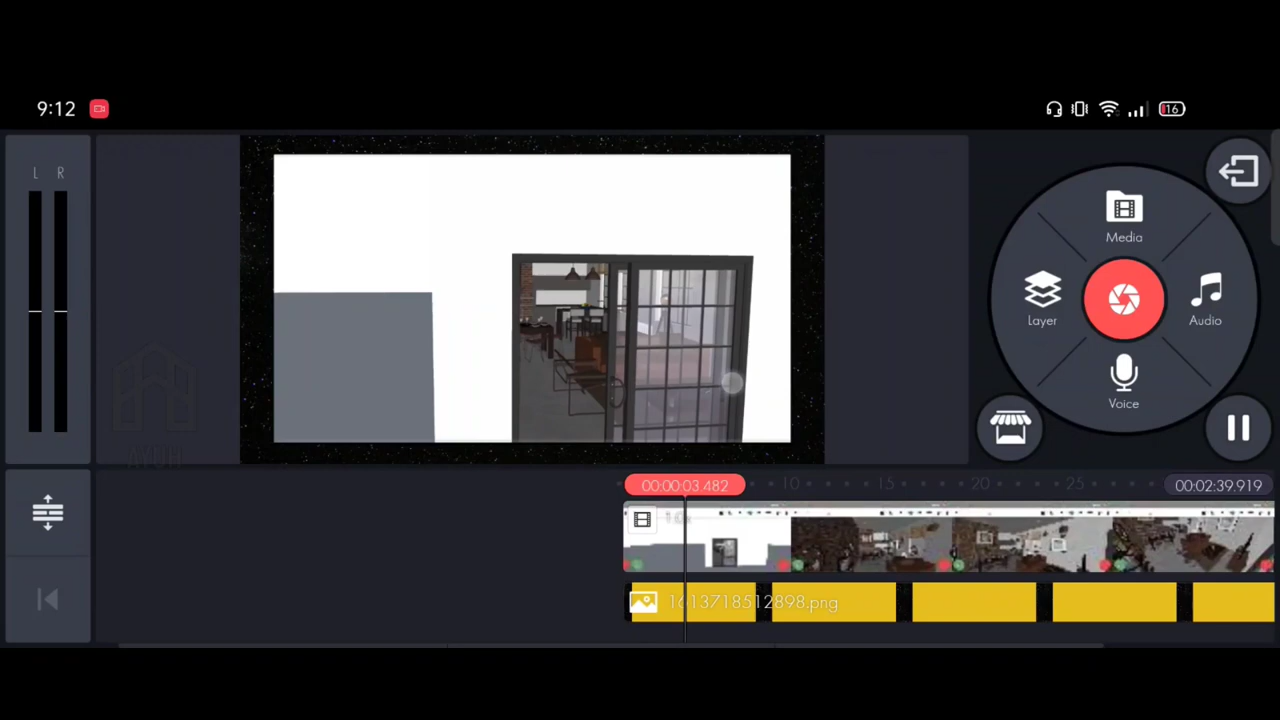 9:12
16
L R
Media
Layer
Audio
Voice
AYUM
00:00:03.482
10
15
20
25
00:02:39.919
1613718512898.png